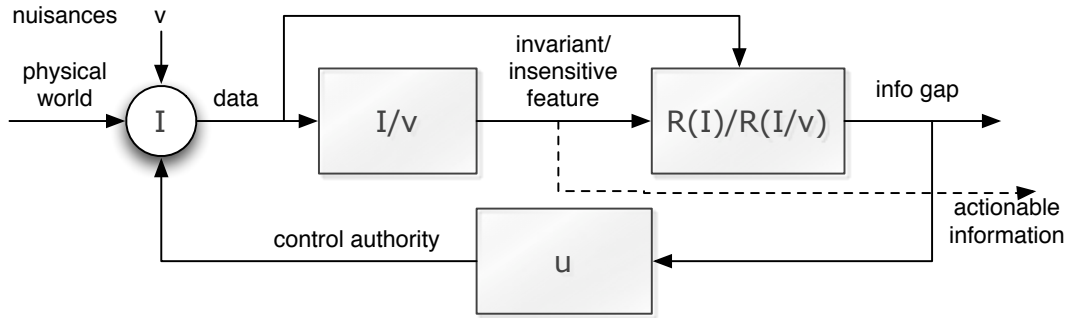 nuisances
v
physical
world
I
data
I/v
invariant/
insensitive
feature
R(I)/R(I/v)
info gap
actionable
information
control authority
u